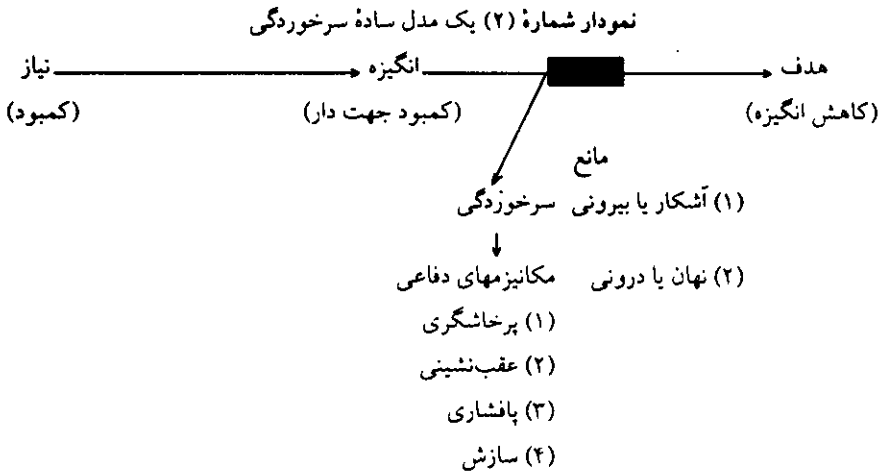 نمودار شمارهٔ (۲) یک مدل سادهٔ سرخوردگی
نیاز انگیزه هدف
(کمبود) (کمبود جهت دار) (کاهش انگیزه)
مانع
(۱) آشکار یا بیرونی سرخوردگی
(۲) نهان یا درونی مکانیزمهای دفاعی
(۱) پرخاشگری
(۲) عقب‌نشینی
(۳) پافشاری
(۴) سازش